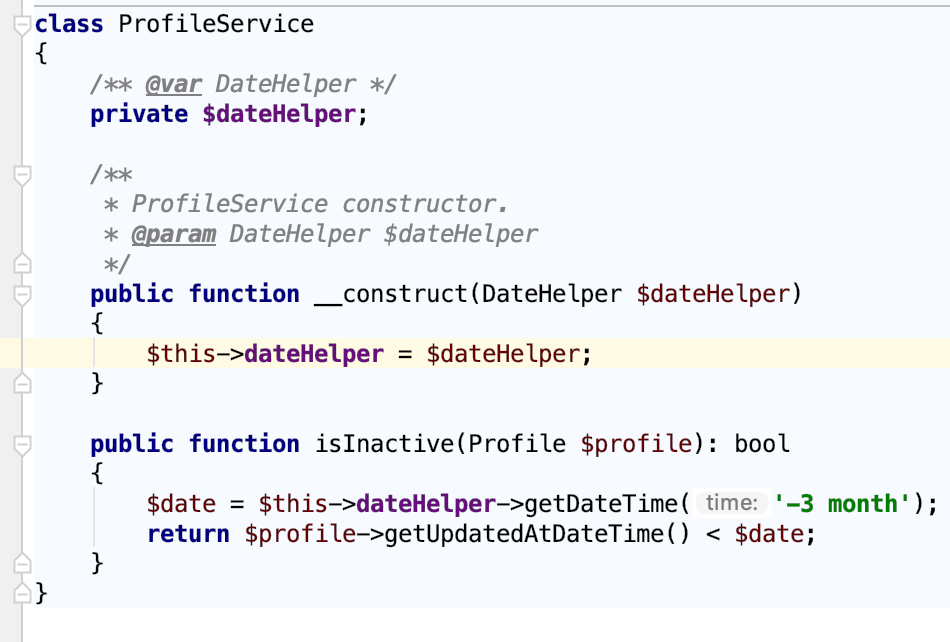 class ProfileService
{
    /** @var DateHelper */
    private $dateHelper;

    /**
     * ProfileService constructor.
     * @param DateHelper $dateHelper
     */
    public function __construct(DateHelper $dateHelper)
    {
        $this->dateHelper = $dateHelper;
    }

    public function isInactive(Profile $profile): bool
    {
        $date = $this->dateHelper->getDateTime( time: '-3 month');
        return $profile->getUpdatedAtDateTime() < $date;
    }
}